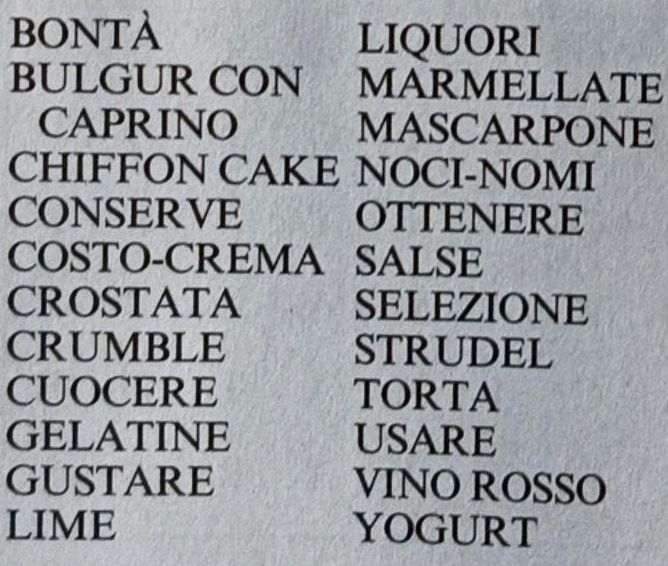 BONTÀ
BULGUR CON
CAPRINO
CHIFFON CAKE
CONSERVE
COSTO-CREMA
CROSTATA
CRUMBLE
CUOCERE
GELATINE
GUSTARE
LIME
LIQUORI
MARMELLATE
MASCARPONE
NOCI-NOMI
OTTENERE
SALSE
SELEZIONE
STRUDEL
TORTA
USARE
VINO ROSSO
YOGURT